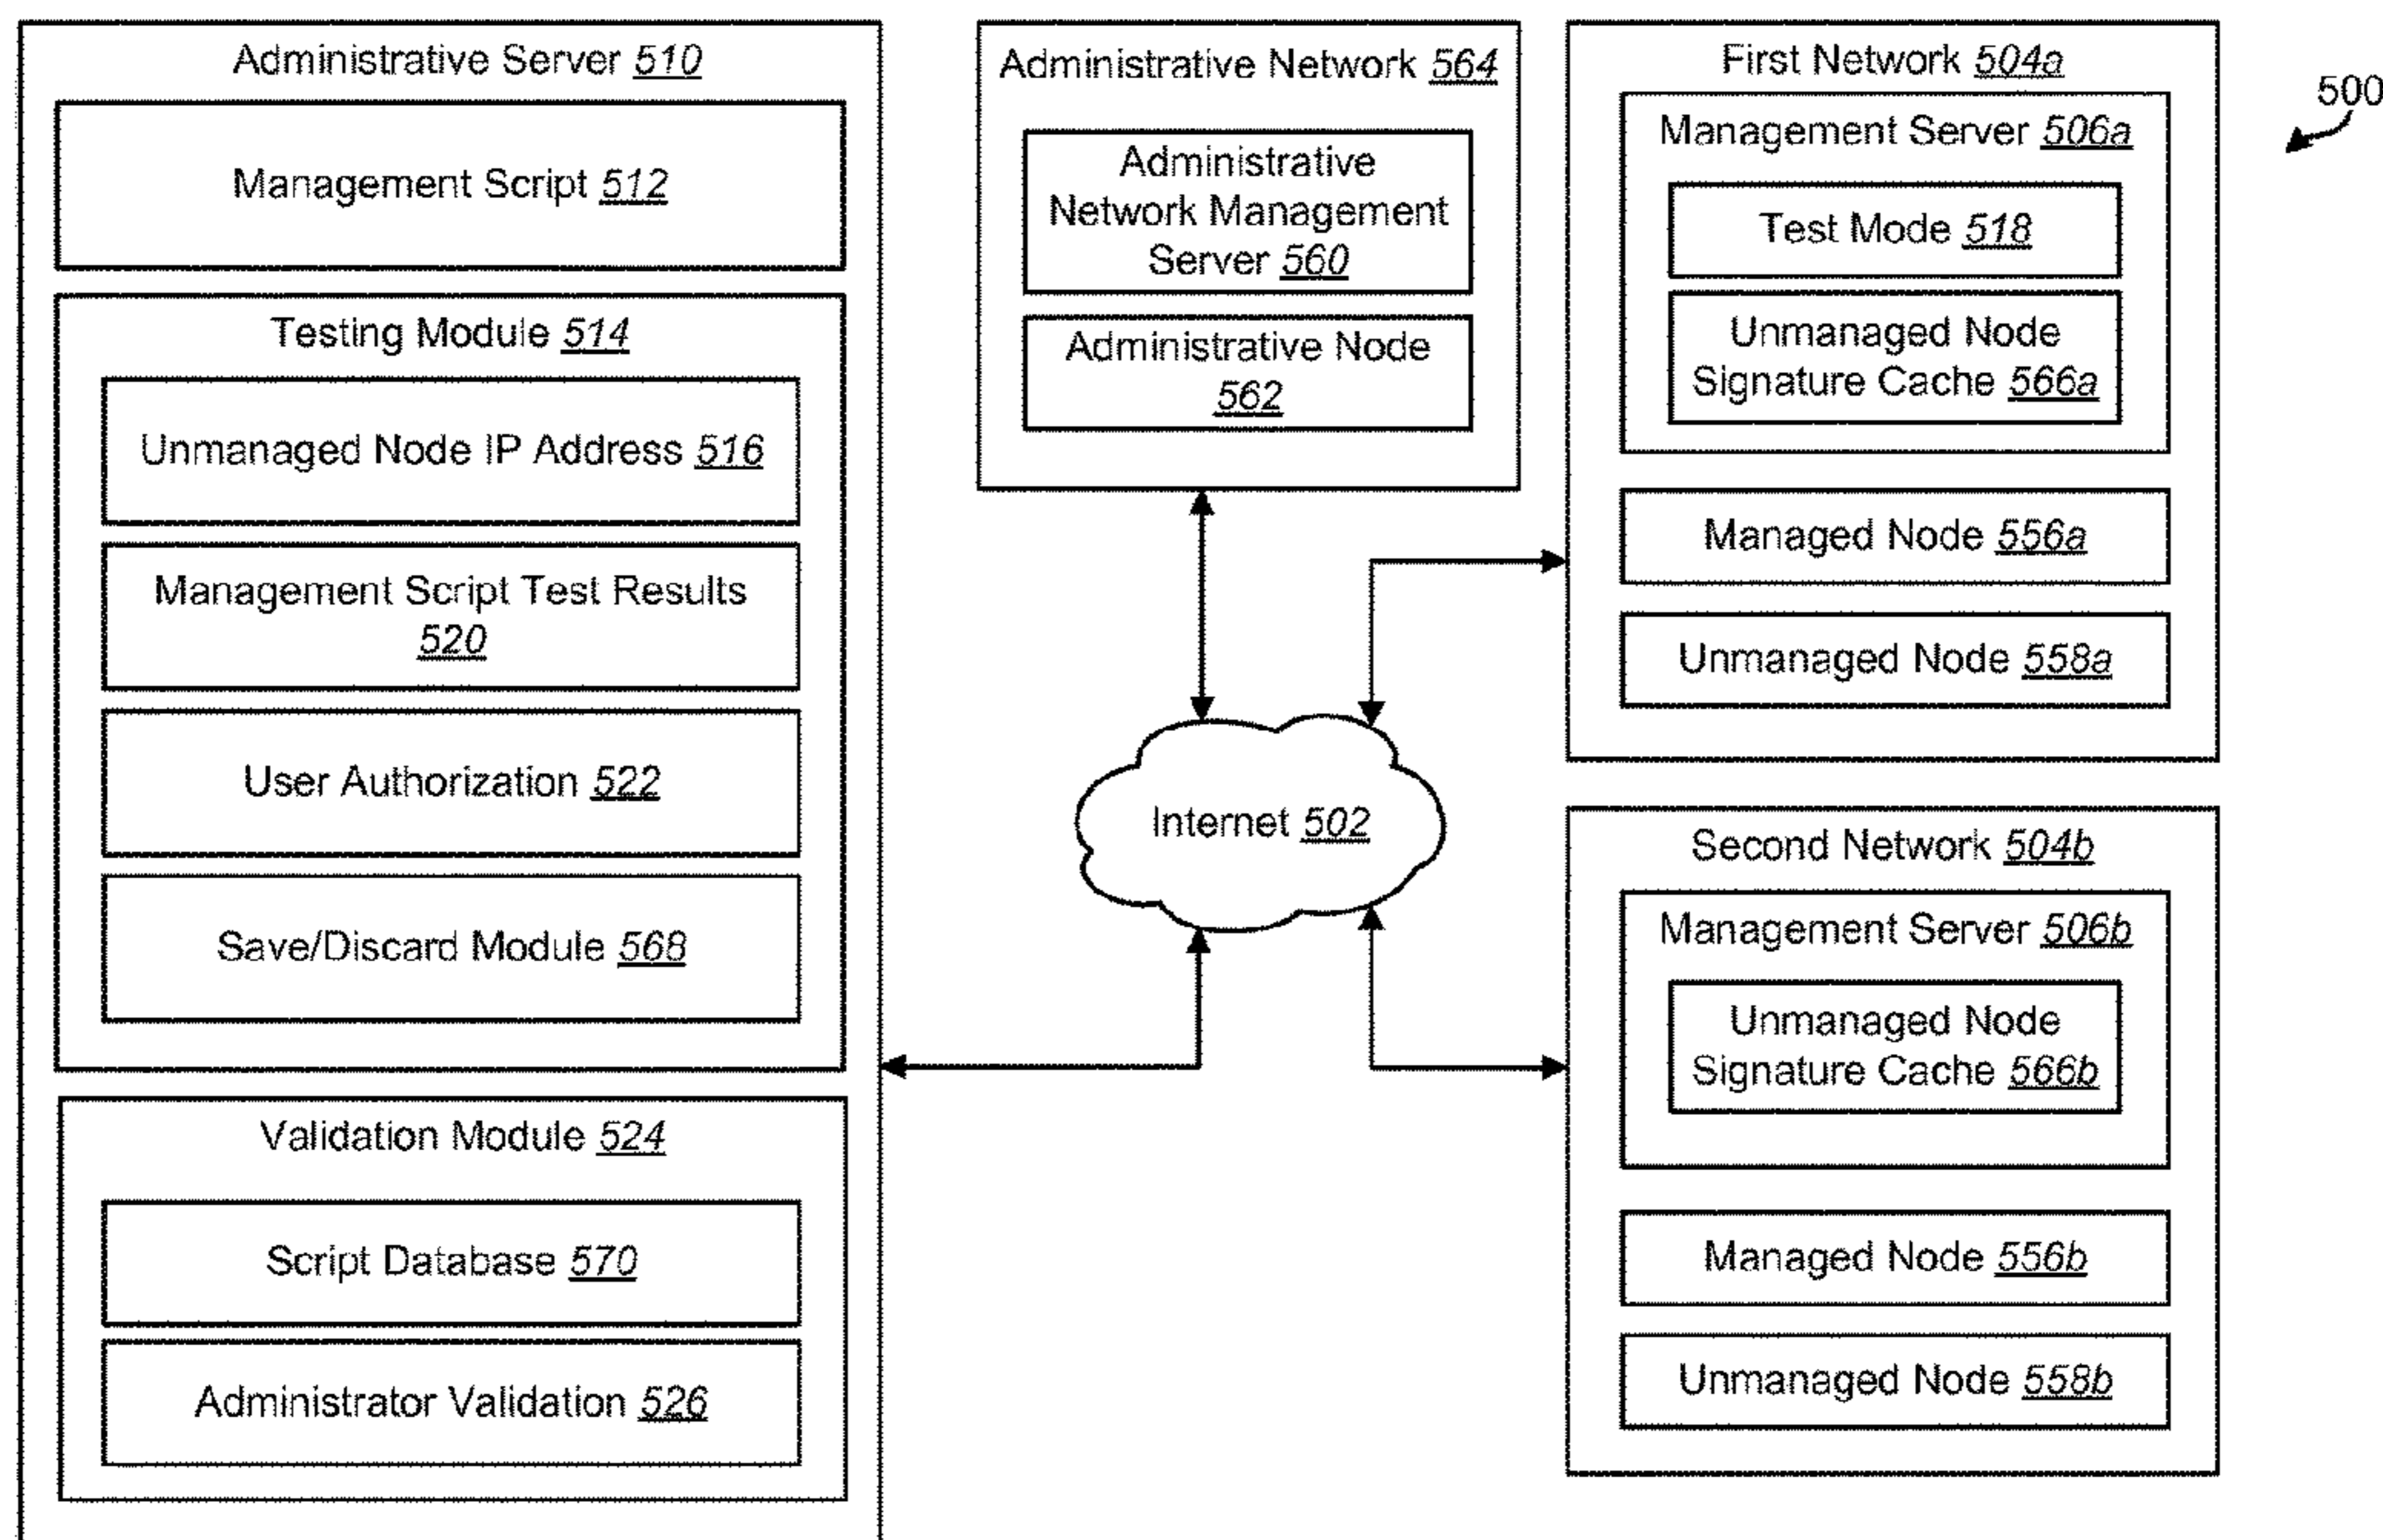 Administrative Server 510
Management Script 512
Testing Module 514
Unmanaged Node IP Address 516
Management Script Test Results
520
User Authorization 522
Save/Discard Module 568
Validation Module 524
Script Database 570
Administrator Validation 526
Administrative Network 564
Administrative
Network Management
Server 560
Administrative Node
562
Internet 502
First Network 504a
Management Server 506a
Test Mode 518
Unmanaged Node
Signature Cache 566a
Managed Node 556a
Unmanaged Node 558a
Second Network 504b
Management Server 506b
Unmanaged Node
Signature Cache 566b
Managed Node 556b
Unmanaged Node 558b
500